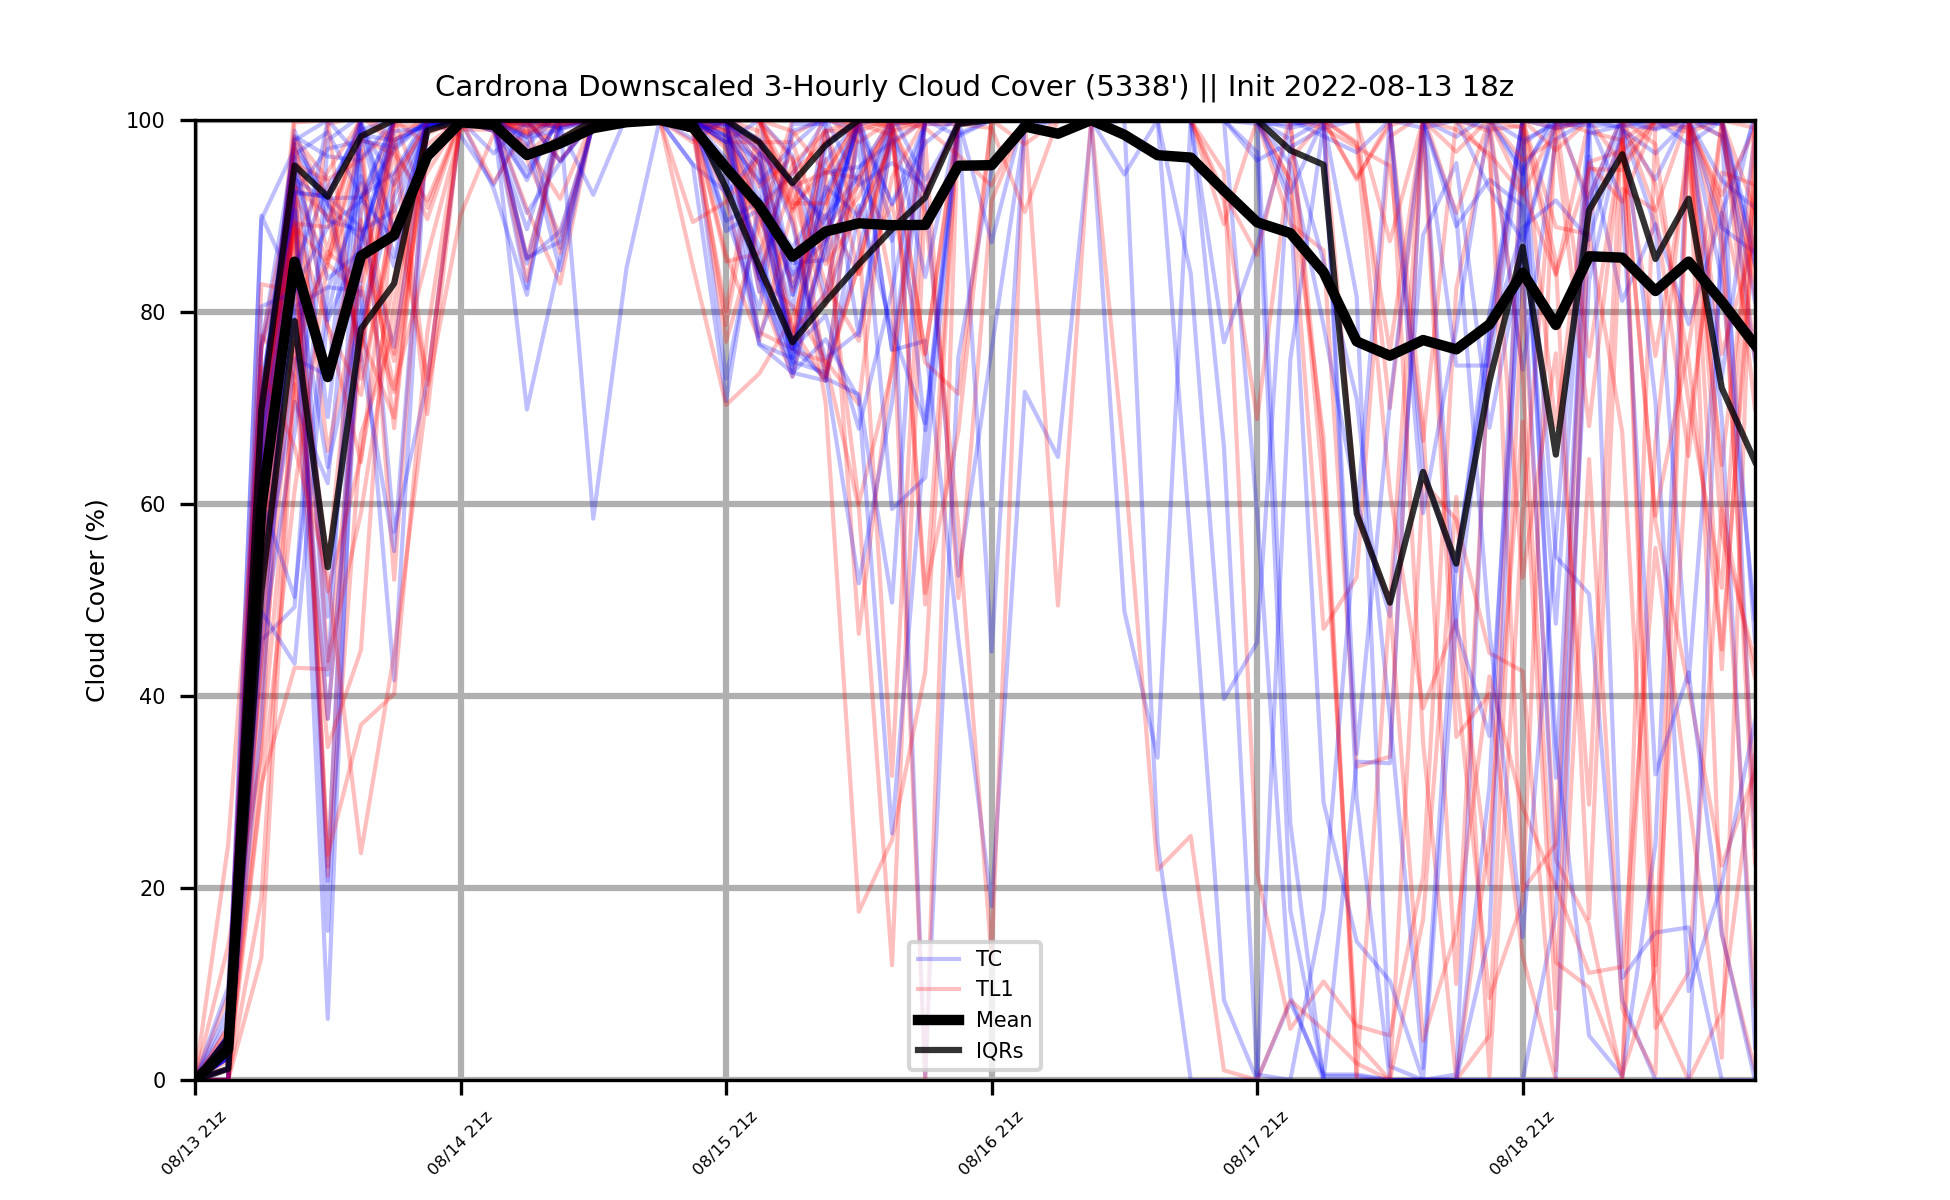 Cardrona Downscaled 3-Hourly Cloud Cover (5338') || Init 2022-08-13 18z
Cloud Cover (%)
100
80
60
40
20
0
TC
TL1
Mean
IQRs
08/13 21z
08/14 21z
08/15 21z
08/16 21z
08/17 21z
08/18 21z